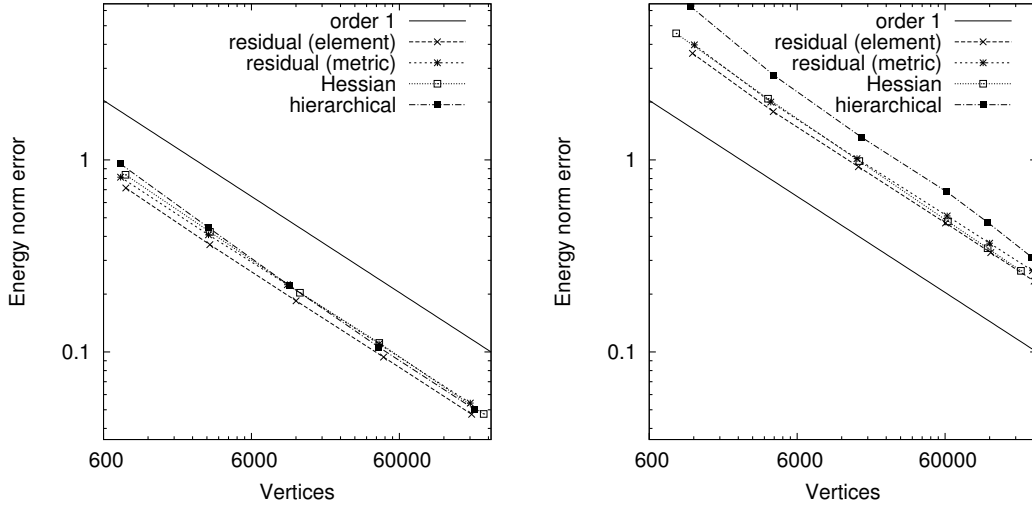 Energy norm error
1
0.1
600
6000
60000
Vertices
order 1
residual (element)
residual (metric)
Hessian
hierarchical
Energy norm error
1
0.1
600
6000
60000
Vertices
order 1
residual (element)
residual (metric)
Hessian
hierarchical